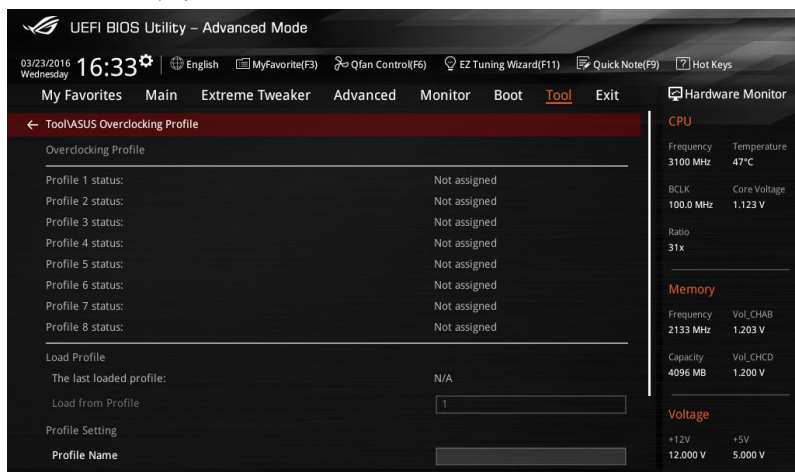 UEFI BIOS Utility – Advanced Mode
03/23/2016 Wednesday 16:33 English MyFavorite(F3) Qfan Control(F6) EZ Tuning Wizard(F11) Quick Note(F9) ? Hot Keys
My Favorites Main Extreme Tweaker Advanced Monitor Boot Tool Exit
← Tool\ASUS Overclocking Profile
Overclocking Profile
Profile 1 status: Not assigned
Profile 2 status: Not assigned
Profile 3 status: Not assigned
Profile 4 status: Not assigned
Profile 5 status: Not assigned
Profile 6 status: Not assigned
Profile 7 status: Not assigned
Profile 8 status: Not assigned
Load Profile
The last loaded profile: N/A
Load from Profile 1
Profile Setting
Profile Name
Hardware Monitor
CPU
Frequency Temperature
3100 MHz 47°C
BCLK Core Voltage
100.0 MHz 1.123 V
Ratio
31x
Memory
Frequency Vol_CHAB
2133 MHz 1.203 V
Capacity Vol_CHCD
4096 MB 1.200 V
Voltage
+12V +5V
12.000 V 5.000 V